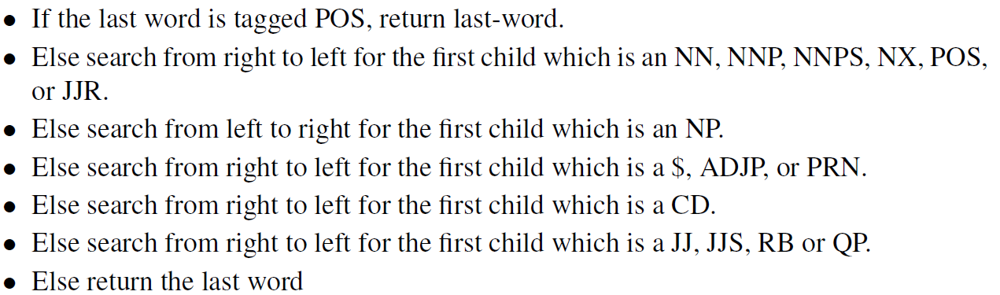 • If the last word is tagged POS, return last-word.
• Else search from right to left for the first child which is an NN, NNP, NNPS, NX, POS,
or JJR.
• Else search from left to right for the first child which is an NP.
• Else search from right to left for the first child which is a $, ADJP, or PRN.
• Else search from right to left for the first child which is a CD.
• Else search from right to left for the first child which is a JJ, JJS, RB or QP.
• Else return the last word